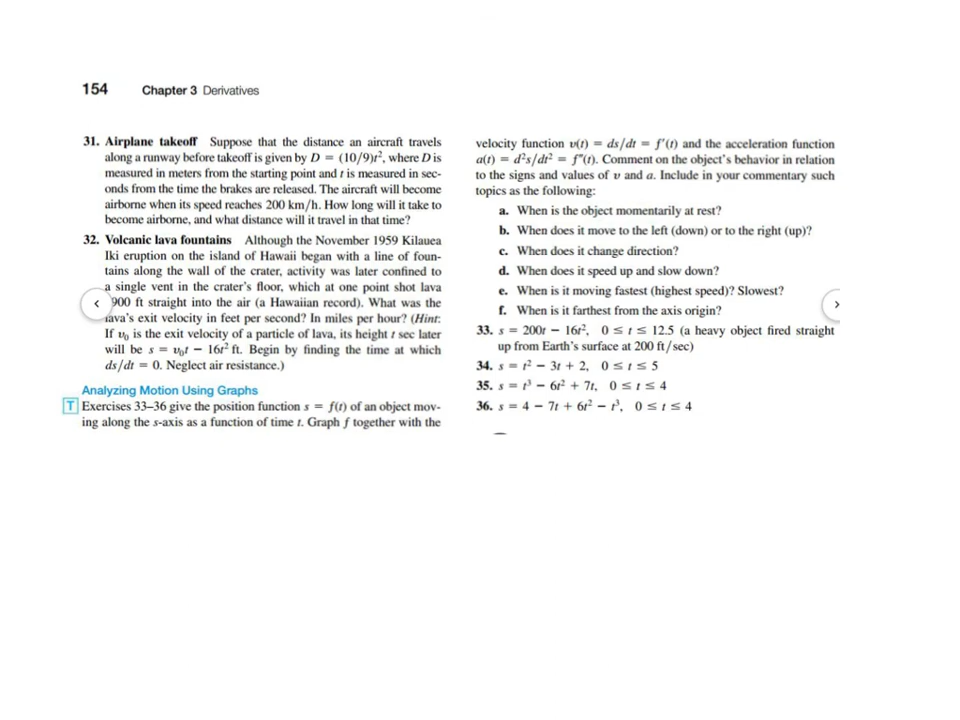 154 Chapter 3 Derivatives
31. Airplane takeoff Suppose that the distance an aircraft travels
along a runway before takeoff is given by D = (10/9)t², where D is
measured in meters from the starting point and t is measured in sec-
onds from the time the brakes are released. The aircraft will become
airborne when its speed reaches 200 km/h. How long will it take to
become airborne, and what distance will it travel in that time?
32. Volcanic lava fountains Although the November 1959 Kilauea
Iki eruption on the island of Hawaii began with a line of foun-
tains along the wall of the crater, activity was later confined to
a single vent in the crater's floor, which at one point shot lava
900 ft straight into the air (a Hawaiian record). What was the
lava's exit velocity in feet per second? In miles per hour? (Hint:
If v₀ is the exit velocity of a particle of lava, its height t sec later
will be s = v₀t − 16t² ft. Begin by finding the time at which
ds/dt = 0. Neglect air resistance.)
Analyzing Motion Using Graphs
T Exercises 33–36 give the position function s = f(t) of an object mov-
ing along the s-axis as a function of time t. Graph f together with the
velocity function v(t) = ds/dt = f′(t) and the acceleration function
a(t) = d²s/dt² = f″(t). Comment on the object's behavior in relation
to the signs and values of v and a. Include in your commentary such
topics as the following:
a. When is the object momentarily at rest?
b. When does it move to the left (down) or to the right (up)?
c. When does it change direction?
d. When does it speed up and slow down?
e. When is it moving fastest (highest speed)? Slowest?
f. When is it farthest from the axis origin?
33. s = 200t − 16t², 0 ≤ t ≤ 12.5 (a heavy object fired straight
up from Earth's surface at 200 ft/sec)
34. s = t² − 3t + 2, 0 ≤ t ≤ 5
35. s = t³ − 6t² + 7t, 0 ≤ t ≤ 4
36. s = 4 − 7t + 6t² − t³, 0 ≤ t ≤ 4